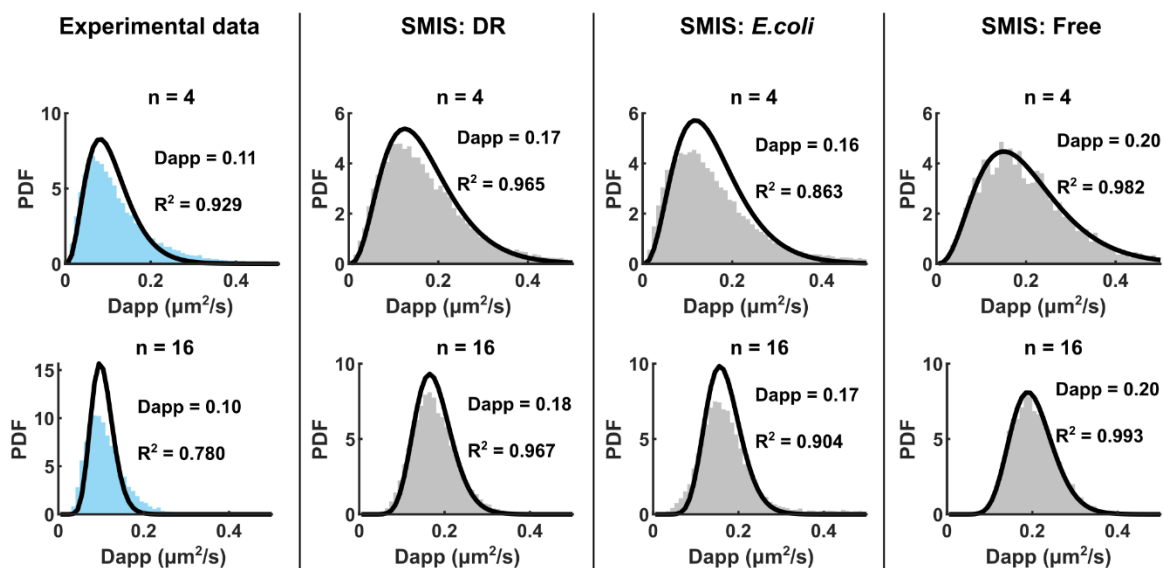 Experimental data
SMIS: DR
SMIS: E.coli
SMIS: Free
n = 4
10
5
0
PDF
Dapp = 0.11
R² = 0.929
0
0.2
0.4
Dapp (µm²/s)
n = 4
6
4
2
0
PDF
Dapp = 0.17
R² = 0.965
0
0.2
0.4
Dapp (µm²/s)
n = 4
6
4
2
0
PDF
Dapp = 0.16
R² = 0.863
0
0.2
0.4
Dapp (µm²/s)
n = 4
6
4
2
0
PDF
Dapp = 0.20
R² = 0.982
0
0.2
0.4
Dapp (µm²/s)
n = 16
15
10
5
0
PDF
Dapp = 0.10
R² = 0.780
0
0.2
0.4
Dapp (µm²/s)
n = 16
10
5
0
PDF
Dapp = 0.18
R² = 0.967
0
0.2
0.4
Dapp (µm²/s)
n = 16
10
5
0
PDF
Dapp = 0.17
R² = 0.904
0
0.2
0.4
Dapp (µm²/s)
n = 16
10
5
0
PDF
Dapp = 0.20
R² = 0.993
0
0.2
0.4
Dapp (µm²/s)